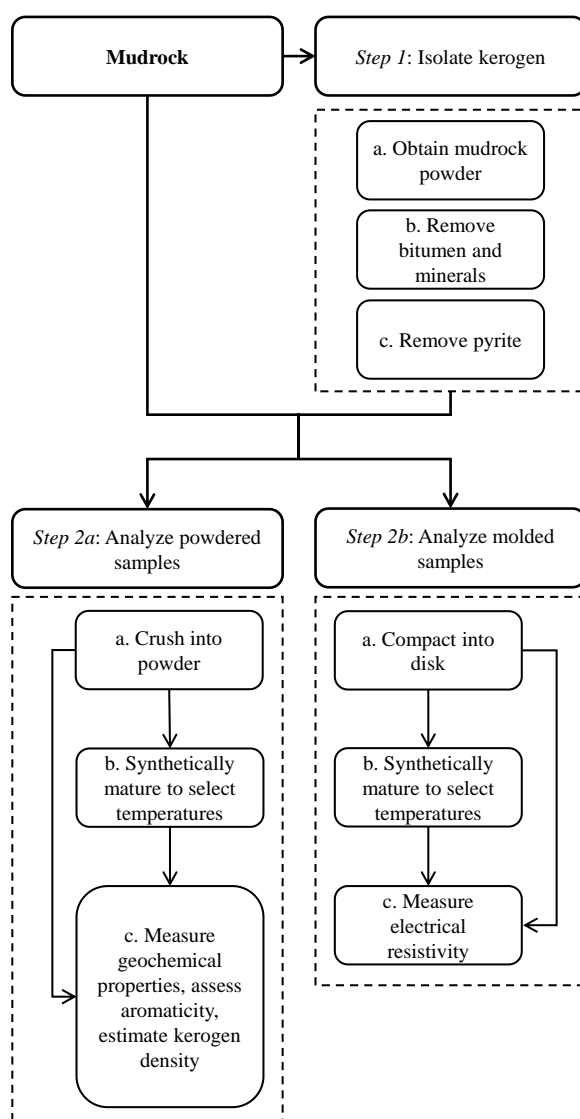 Mudrock
Step 1: Isolate kerogen
a. Obtain mudrock
powder
b. Remove
bitumen and
minerals
c. Remove pyrite
Step 2a: Analyze powdered
samples
a. Crush into
powder
b. Synthetically
mature to select
temperatures
c. Measure
geochemical
properties, assess
aromaticity,
estimate kerogen
density
Step 2b: Analyze molded
samples
a. Compact into
disk
b. Synthetically
mature to select
temperatures
c. Measure
electrical
resistivity